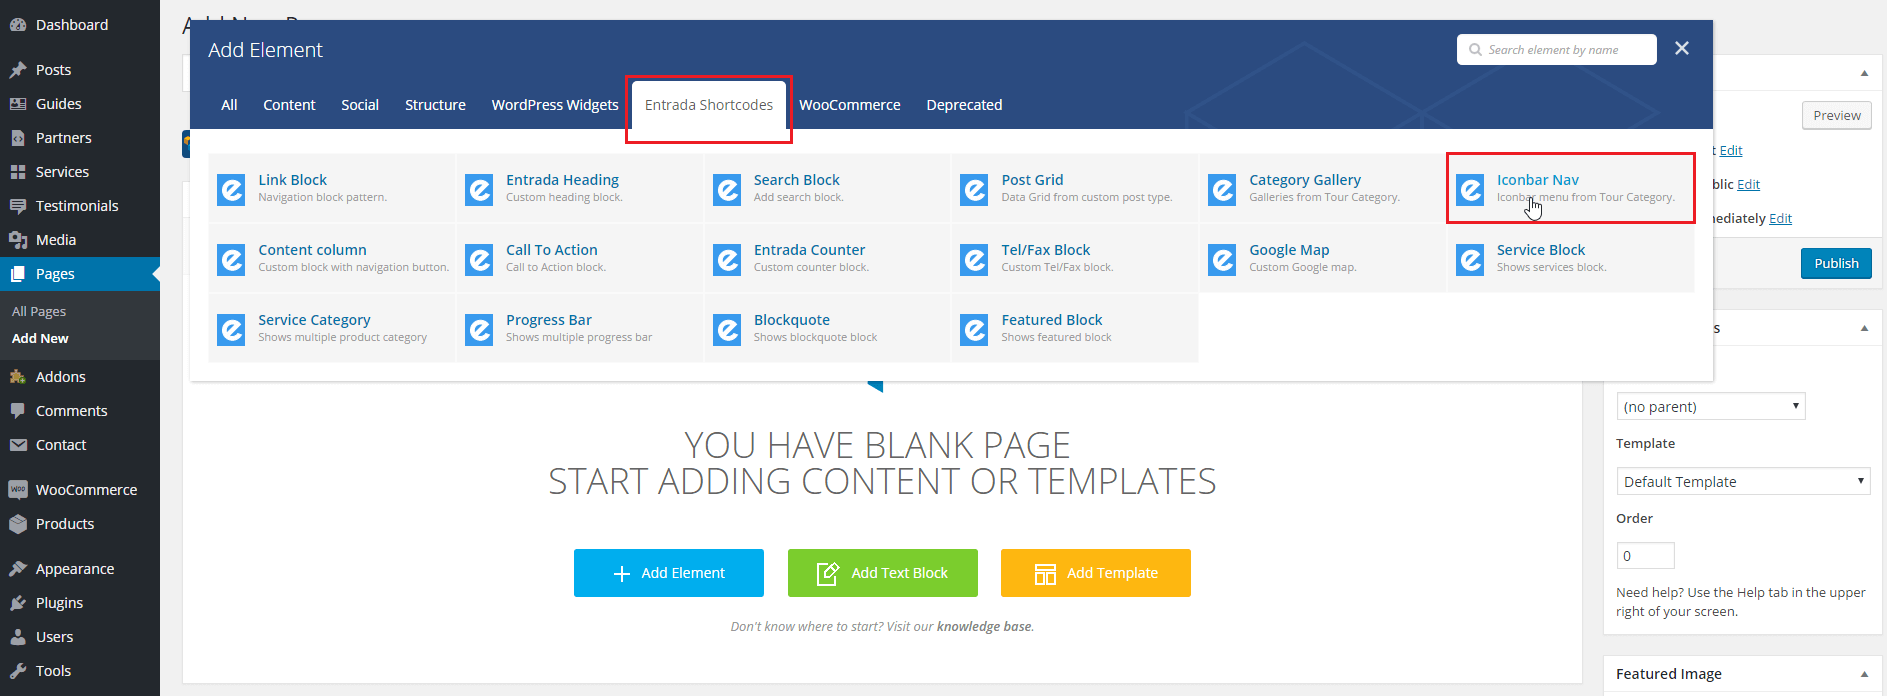 Dashboard
Posts
Guides
Partners
Services
Testimonials
Media
Pages
All Pages
Add New
Addons
Comments
Contact
WooCommerce
Products
Appearance
Plugins
Users
Tools
Add Element
Search element by name
All Content Social Structure WordPress Widgets Entrada Shortcodes WooCommerce Deprecated
Link Block
Navigation block pattern.
Entrada Heading
Custom heading block.
Search Block
Add search block.
Post Grid
Data Grid from custom post type.
Category Gallery
Galleries from Tour Category.
Iconbar Nav
Iconbar menu from Tour Category.
Content column
Custom block with navigation button.
Call To Action
Call to Action block.
Entrada Counter
Custom counter block.
Tel/Fax Block
Custom Tel/Fax block.
Google Map
Custom Google map.
Service Block
Shows services block.
Service Category
Shows multiple product category
Progress Bar
Shows multiple progress bar
Blockquote
Shows blockquote block
Featured Block
Shows featured block
YOU HAVE BLANK PAGE
START ADDING CONTENT OR TEMPLATES
Add Element
Add Text Block
Add Template
Don't know where to start? Visit our knowledge base.
Preview
t Edit
blic Edit
nediately Edit
Publish
s
(no parent)
Template
Default Template
Order
0
Need help? Use the Help tab in the upper
right of your screen.
Featured Image